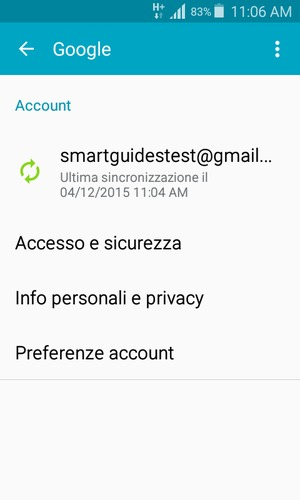 H+ 83% 11:06 AM
Google
Account
smartguidestest@gmail...
Ultima sincronizzazione il
04/12/2015 11:04 AM
Accesso e sicurezza
Info personali e privacy
Preferenze account